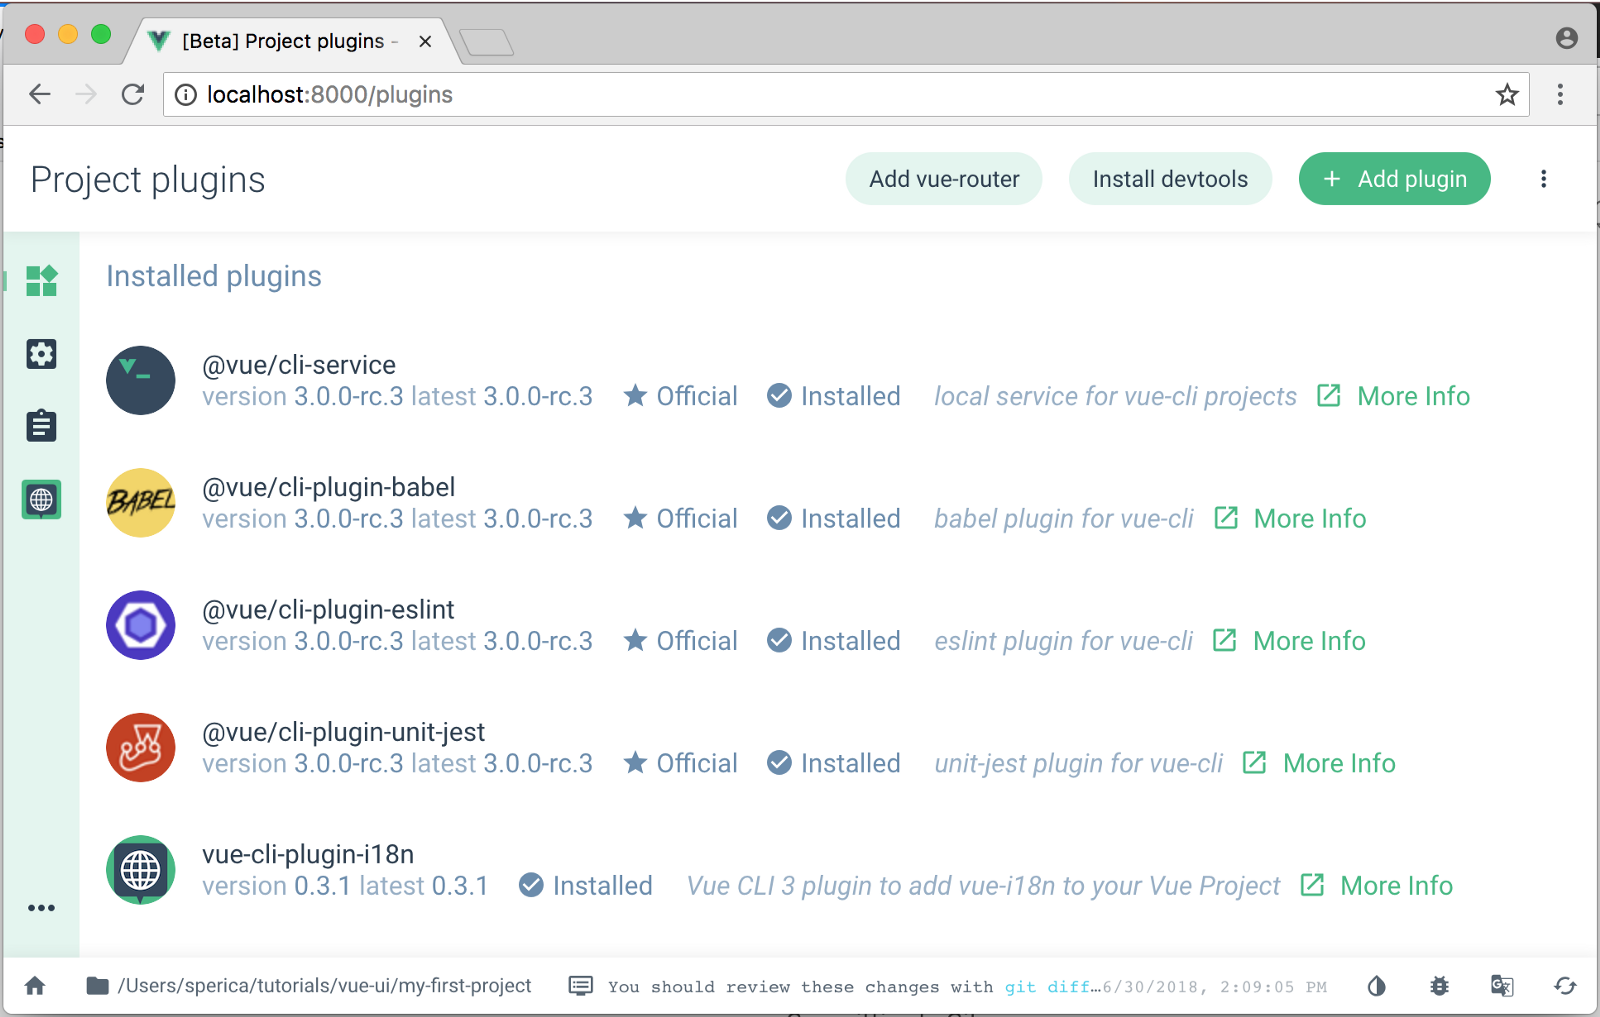 [Beta] Project plugins -
localhost:8000/plugins
Project plugins
Add vue-router
Install devtools
+ Add plugin
Installed plugins
@vue/cli-service
version 3.0.0-rc.3 latest 3.0.0-rc.3 Official Installed local service for vue-cli projects More Info
BABEL
@vue/cli-plugin-babel
version 3.0.0-rc.3 latest 3.0.0-rc.3 Official Installed babel plugin for vue-cli More Info
@vue/cli-plugin-eslint
version 3.0.0-rc.3 latest 3.0.0-rc.3 Official Installed eslint plugin for vue-cli More Info
@vue/cli-plugin-unit-jest
version 3.0.0-rc.3 latest 3.0.0-rc.3 Official Installed unit-jest plugin for vue-cli More Info
vue-cli-plugin-i18n
version 0.3.1 latest 0.3.1 Installed Vue CLI 3 plugin to add vue-i18n to your Vue Project More Info
/Users/sperica/tutorials/vue-ui/my-first-project You should review these changes with git diff…6/30/2018, 2:09:05 PM